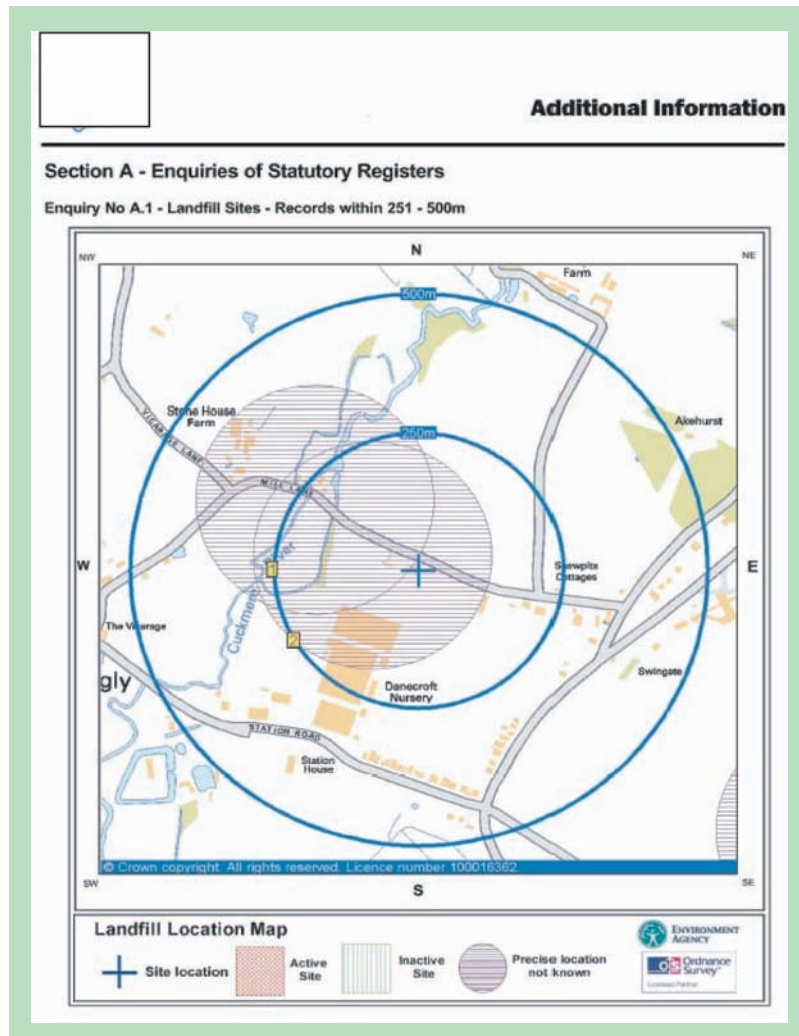 Additional Information
Section A - Enquiries of Statutory Registers
Enquiry No A.1 - Landfill Sites - Records within 251 - 500m
N
NW
NE
500m
Farm
Stone House
Farm
VICARAGE LANE
250m
Akehurst
MILL LANE
W
E
1
Cuckmere River
Shewpits
Cottages
The Vicarage
2
Swingate
gly
Danecroft
Nursery
STATION ROAD
Station
House
© Crown copyright. All rights reserved. Licence number 100016362.
SW
S
SE
Landfill Location Map
Site location
Active
Site
Inactive
Site
Precise location
not known
ENVIRONMENT
AGENCY
OS Ordnance
Survey
Licensed Partner